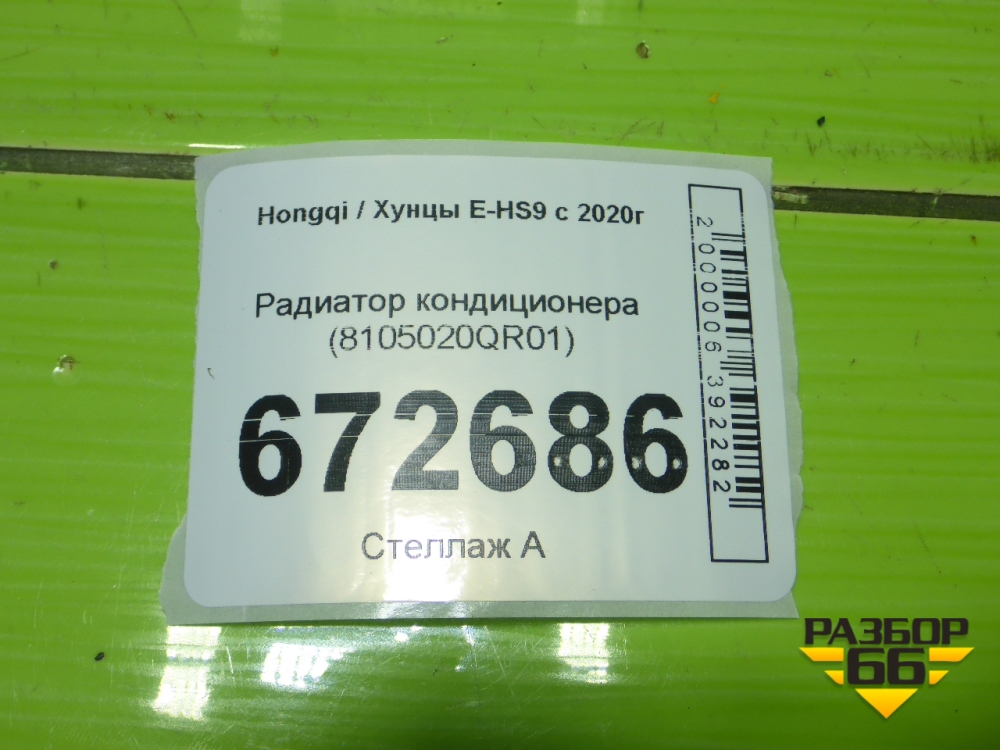 Hongqi / Хунцы E-HS9 с 2020г
Радиатор кондиционера
(8105020QR01)
672686
Стеллаж А
2000006392282
РАЗБОР
66